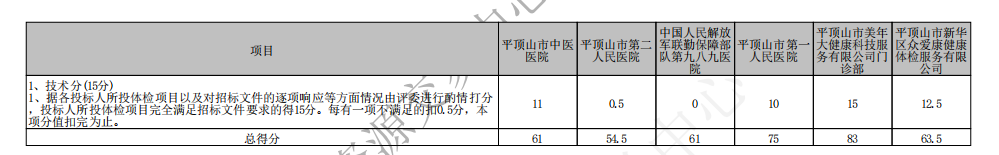 项目
平顶山市中医
医院
平顶山市第二
人民医院
中国人民解放
军联勤保障部
队第九八九医
院
平顶山市第一
人民医院
平顶山市美年
大健康科技服
务有限公司门
诊部
平顶山市新华
区众爱康健康
体检服务有限
公司
1、技术分(15分)
1、据各投标人所投体检项目以及对招标文件的逐项响应等方面情况由评委进行酌情打分
,投标人所投体检项目完全满足招标文件要求的得15分。每有一项不满足的扣0.5分，本
项分值扣完为止。
11
0.5
0
10
15
12.5
总得分
61
54.5
61
75
83
63.5
资源交易中心
中心